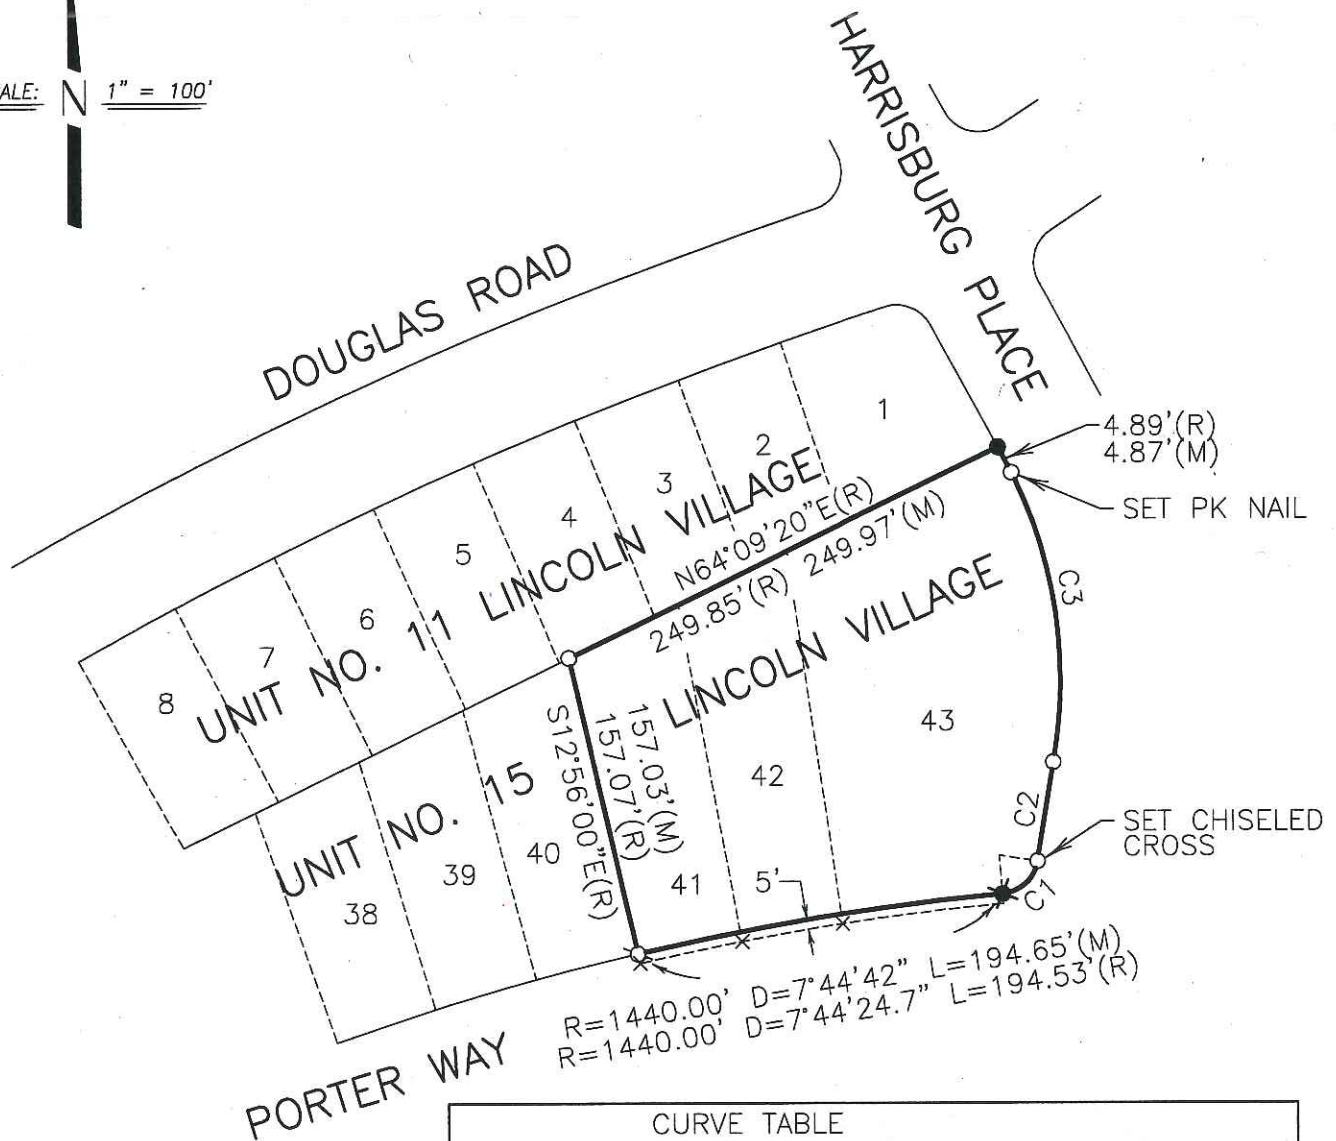 ALE: N 1" = 100'
HARRISBURG PLACE
DOUGLAS ROAD
4.89'(R)
4.87'(M)
SET PK NAIL
1
2
3
4
5
6
7
8
UNIT NO. 11 LINCOLN VILLAGE
N64°09'20"E(R)
249.85'(R) 249.97'(M)
C3
UNIT NO. 15 LINCOLN VILLAGE
S12°56'00"E(R)
157.07'(R)
157.03'(M)
43
42
41
40
39
38
5'
C2
SET CHISELED
CROSS
C1
R=1440.00' D=7°44'42" L=194.65'(M)
R=1440.00' D=7°44'24.7" L=194.53'(R)
PORTER WAY
CURVE TABLE